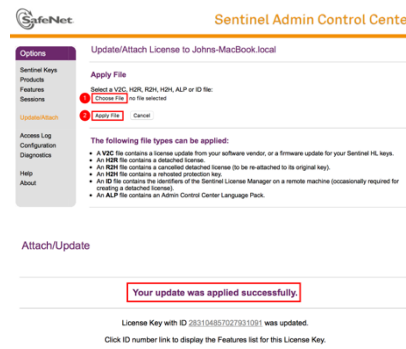 SafeNet.
Sentinel Admin Control Cente
Options
Update/Attach License to Johns-MacBook.local
Sentinel Keys
Products
Features
Sessions
Update/Attach
Access Log
Configuration
Diagnostics
Help
About
Apply File
Select a V2C, H2R, R2H, H2H, ALP or ID file:
1 Choose File no file selected
2 Apply File Cancel
The following file types can be applied:
• A V2C file contains a license update from your software vendor, or a firmware update for your Sentinel HL keys.
• An H2R file contains a detached license.
• An R2H file contains a cancelled detached license (to be re-attached to its original key).
• An H2H file contains a rehosted protection key.
• An ID file contains the identifiers of the Sentinel License Manager on a remote machine (occasionally required for
creating a detached license).
• An ALP file contains an Admin Control Center Language Pack.
Attach/Update
Your update was applied successfully.
License Key with ID 283104857027931091 was updated.
Click ID number link to display the Features list for this License Key.